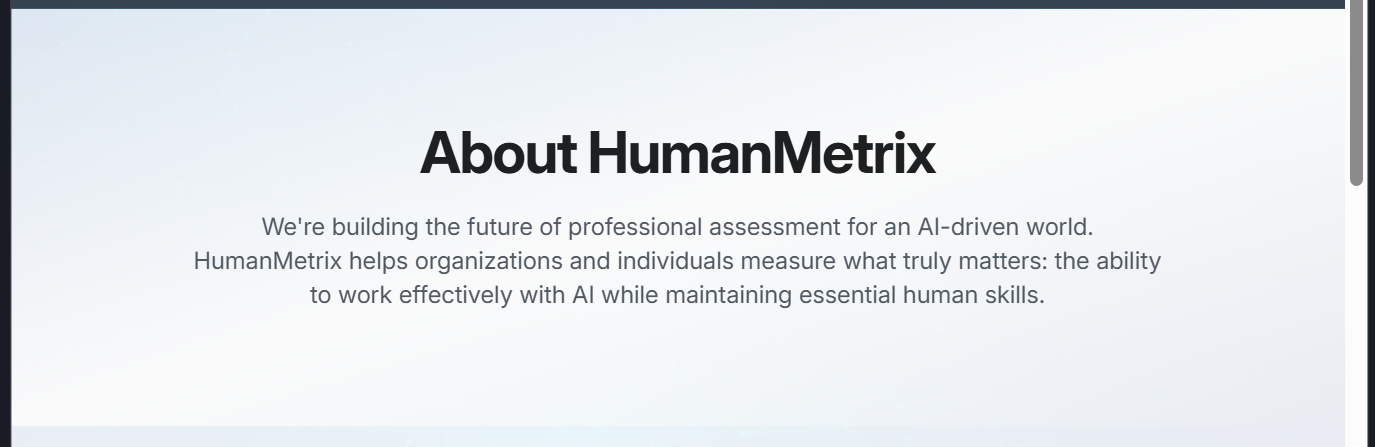 About HumanMetrix
We're building the future of professional assessment for an AI-driven world.
HumanMetrix helps organizations and individuals measure what truly matters: the ability
to work effectively with AI while maintaining essential human skills.